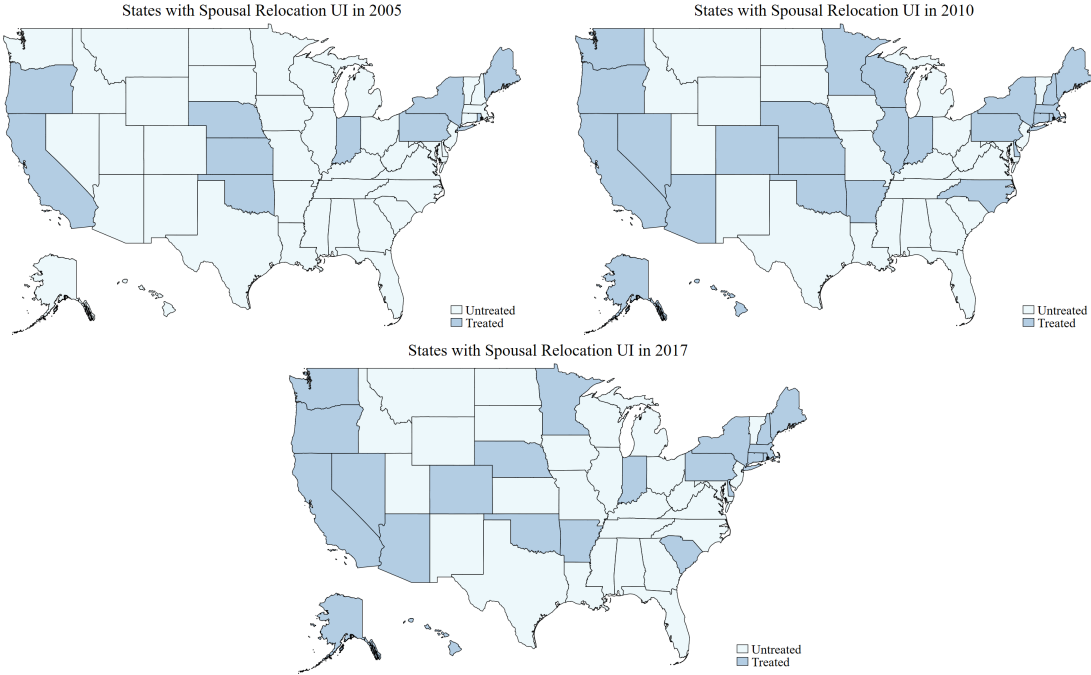 States with Spousal Relocation UI in 2005
Untreated
Treated
States with Spousal Relocation UI in 2010
Untreated
Treated
States with Spousal Relocation UI in 2017
Untreated
Treated